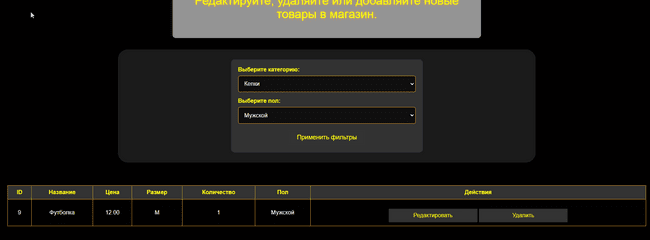 Редактируйте, удаляйте или добавляйте новые
товары в магазин.
Выберите категорию:
Кепки
Выберите пол:
Мужской
Применить фильтры
ID Название Цена Размер Количество Пол Действия
9 Футболка 12.00 M 1 Мужской Редактировать Удалить